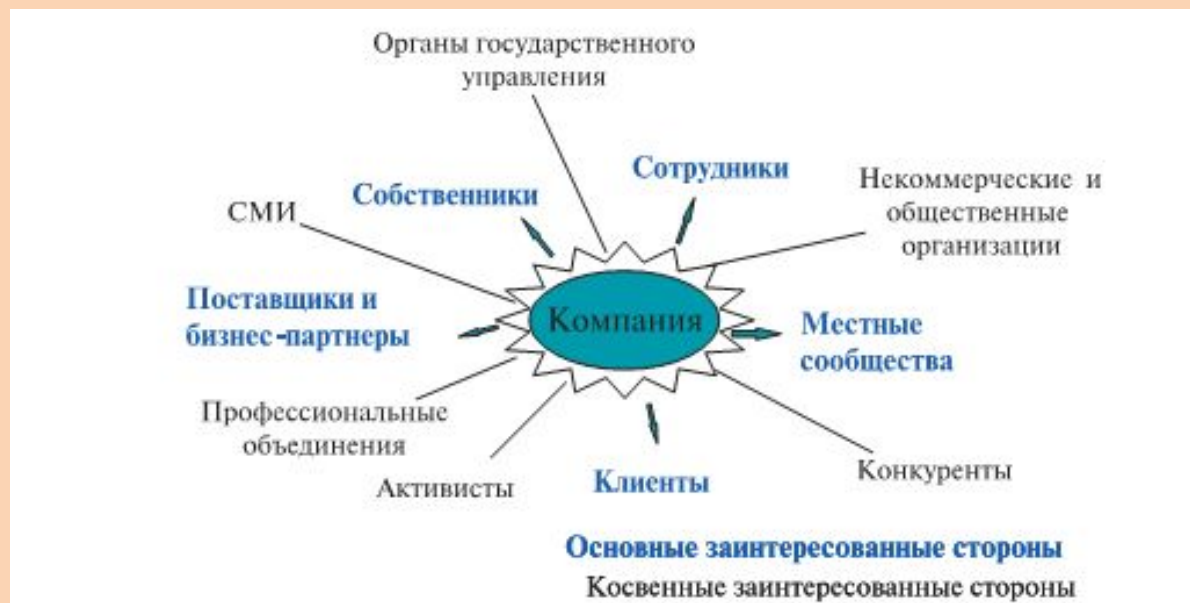 Органы государственного
управления
Сотрудники
Собственники
Некоммерческие и
общественные
организации
СМИ
Поставщики и
бизнес-партнеры
Компания
Местные
сообщества
Профессиональные
объединения
Активисты
Клиенты
Конкуренты
Основные заинтересованные стороны
Косвенные заинтересованные стороны